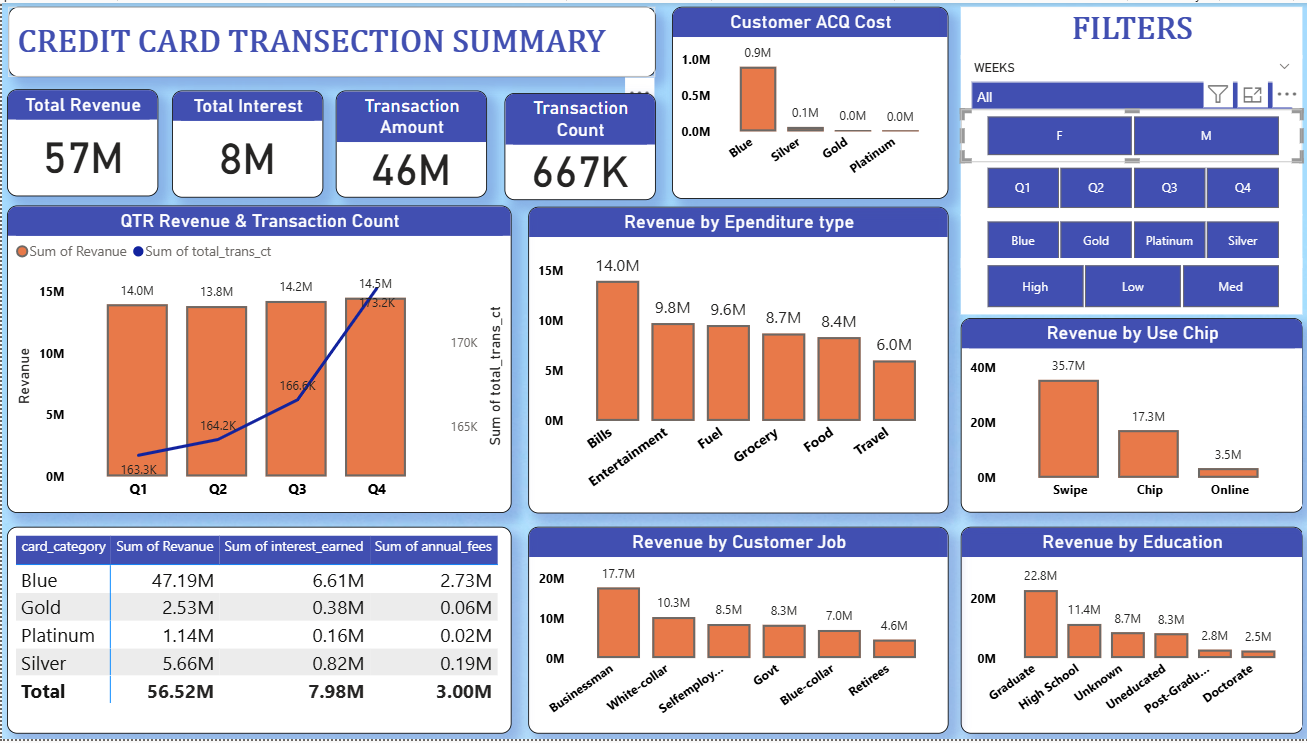 CREDIT CARD TRANSECTION SUMMARY
Total Revenue
57M
Total Interest
8M
Transaction
Amount
46M
Transaction
Count
667K
Customer ACQ Cost
1.0M
0.5M
0.0M
0.9M
0.1M
0.0M
0.0M
Blue
Silver
Gold
Platinum
FILTERS
WEEKS
All
F M
Q1 Q2 Q3 Q4
Blue Gold Platinum Silver
High Low Med
QTR Revenue & Transaction Count
Sum of Revanue Sum of total_trans_ct
Revanue
15M
10M
5M
0M
14.0M
13.8M
14.2M
14.5M
163.3K
164.2K
166.6K
173.2K
170K
165K
Sum of total_trans_ct
Q1 Q2 Q3 Q4
Revenue by Ependiture type
15M
10M
5M
0M
14.0M
9.8M
9.6M
8.7M
8.4M
6.0M
Bills
Entertainment
Fuel
Grocery
Food
Travel
Revenue by Use Chip
40M
20M
0M
35.7M
17.3M
3.5M
Swipe Chip Online
card_category Sum of Revanue Sum of interest_earned Sum of annual_fees
Blue 47.19M 6.61M 2.73M
Gold 2.53M 0.38M 0.06M
Platinum 1.14M 0.16M 0.02M
Silver 5.66M 0.82M 0.19M
Total 56.52M 7.98M 3.00M
Revenue by Customer Job
20M
10M
0M
17.7M
10.3M
8.5M
8.3M
7.0M
4.6M
Businessman
White-collar
Selfemploy...
Govt
Blue-collar
Retirees
Revenue by Education
20M
0M
22.8M
11.4M
8.7M
8.3M
2.8M
2.5M
Graduate
High School
Unknown
Uneducated
Post-Gradu...
Doctorate